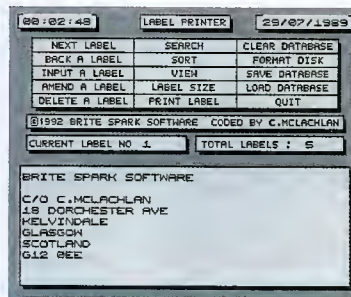 00:02:48 LABEL PRINTER 29/07/1989
NEXT LABEL SEARCH CLEAR DATABASE
BACK A LABEL SORT FORMAT DISK
INPUT A LABEL VIEW SAVE DATABASE
AMEND A LABEL LABEL SIZE LOAD DATABASE
DELETE A LABEL PRINT LABEL QUIT
©1992 BRITE SPARK SOFTWARE CODED BY C.MCLACHLAN
CURRENT LABEL NO 1 TOTAL LABELS : 5
BRITE SPARK SOFTWARE
C/O C.MCLACHLAN
18 DORCHESTER AVE
KELVINDALE
GLASGOW
SCOTLAND
G12 0EE